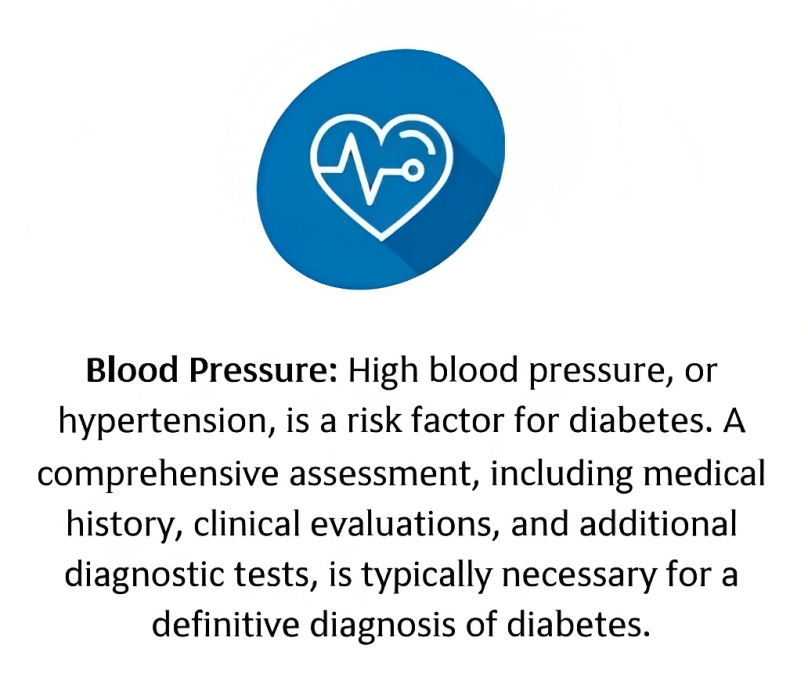 Blood Pressure: High blood pressure, or
hypertension, is a risk factor for diabetes. A
comprehensive assessment, including medical
history, clinical evaluations, and additional
diagnostic tests, is typically necessary for a
definitive diagnosis of diabetes.